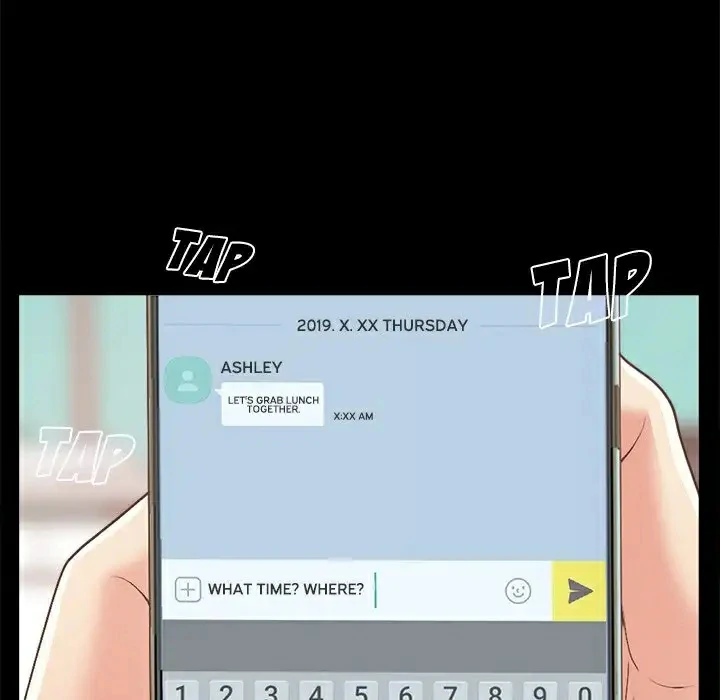 TAP
TAP
2019. X. XX THURSDAY
ASHLEY
LET'S GRAB LUNCH
TOGETHER.
X:XX AM
TAP
WHAT TIME? WHERE?
1 2 3 4 5 6 7 8 9 0